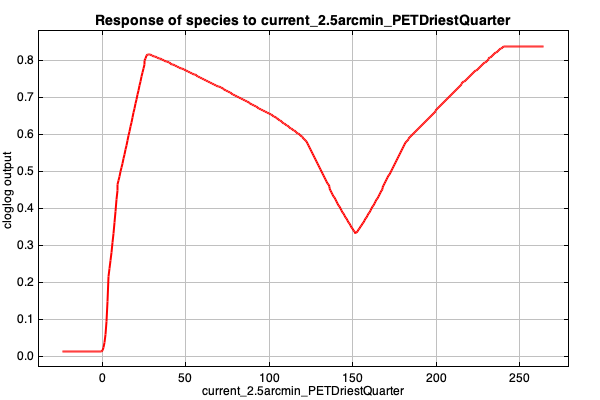 Response of species to current_2.5arcmin_PETDriestQuarter
cloglog output
0.8
0.7
0.6
0.5
0.4
0.3
0.2
0.1
0.0
0 50 100 150 200 250
current_2.5arcmin_PETDriestQuarter